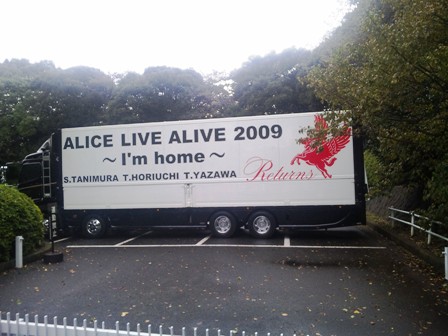 ALICE LIVE ALIVE 2009
～I'm home～
S.TANIMURA T.HORIUCHI T.YAZAWA
Returns